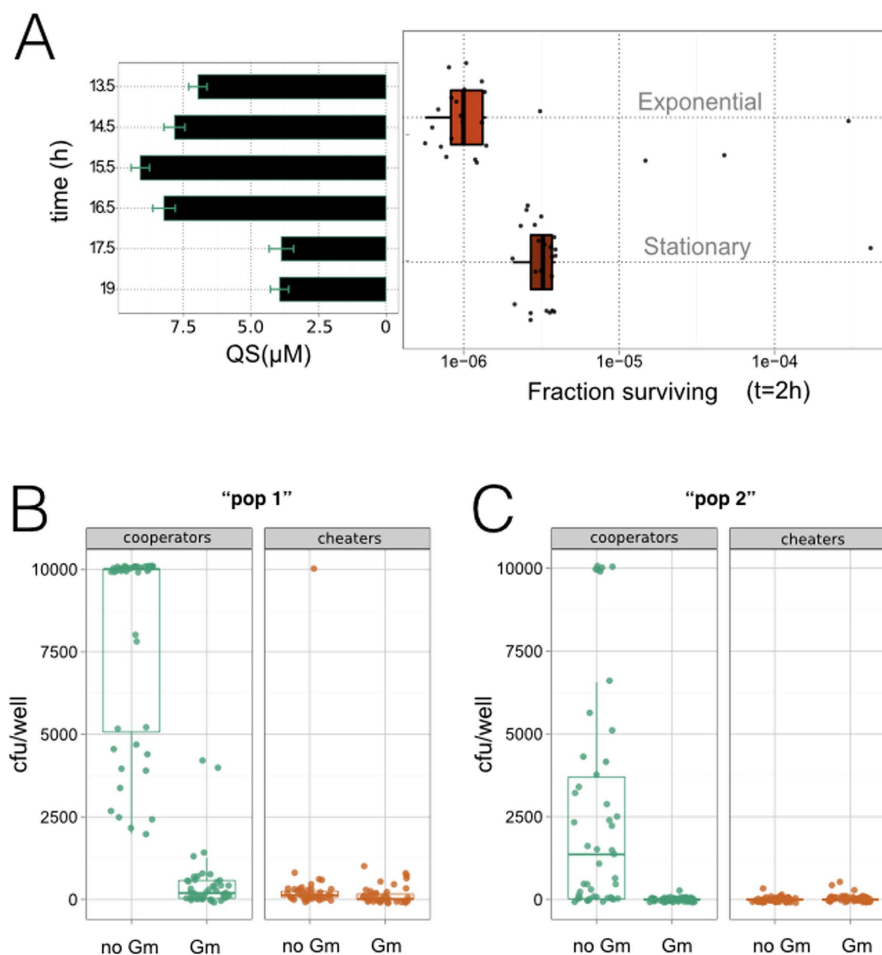 A
time (h)
13.5
14.5
15.5
16.5
17.5
19
7.5 5.0 2.5 0
QS(µM)
Exponential
Stationary
1e-06 1e-05 1e-04
Fraction surviving (t=2h)
B
"pop 1"
cooperators cheaters
cfu/well
10000
7500
5000
2500
0
no Gm Gm no Gm Gm
C
"pop 2"
cooperators cheaters
cfu/well
10000
7500
5000
2500
0
no Gm Gm no Gm Gm